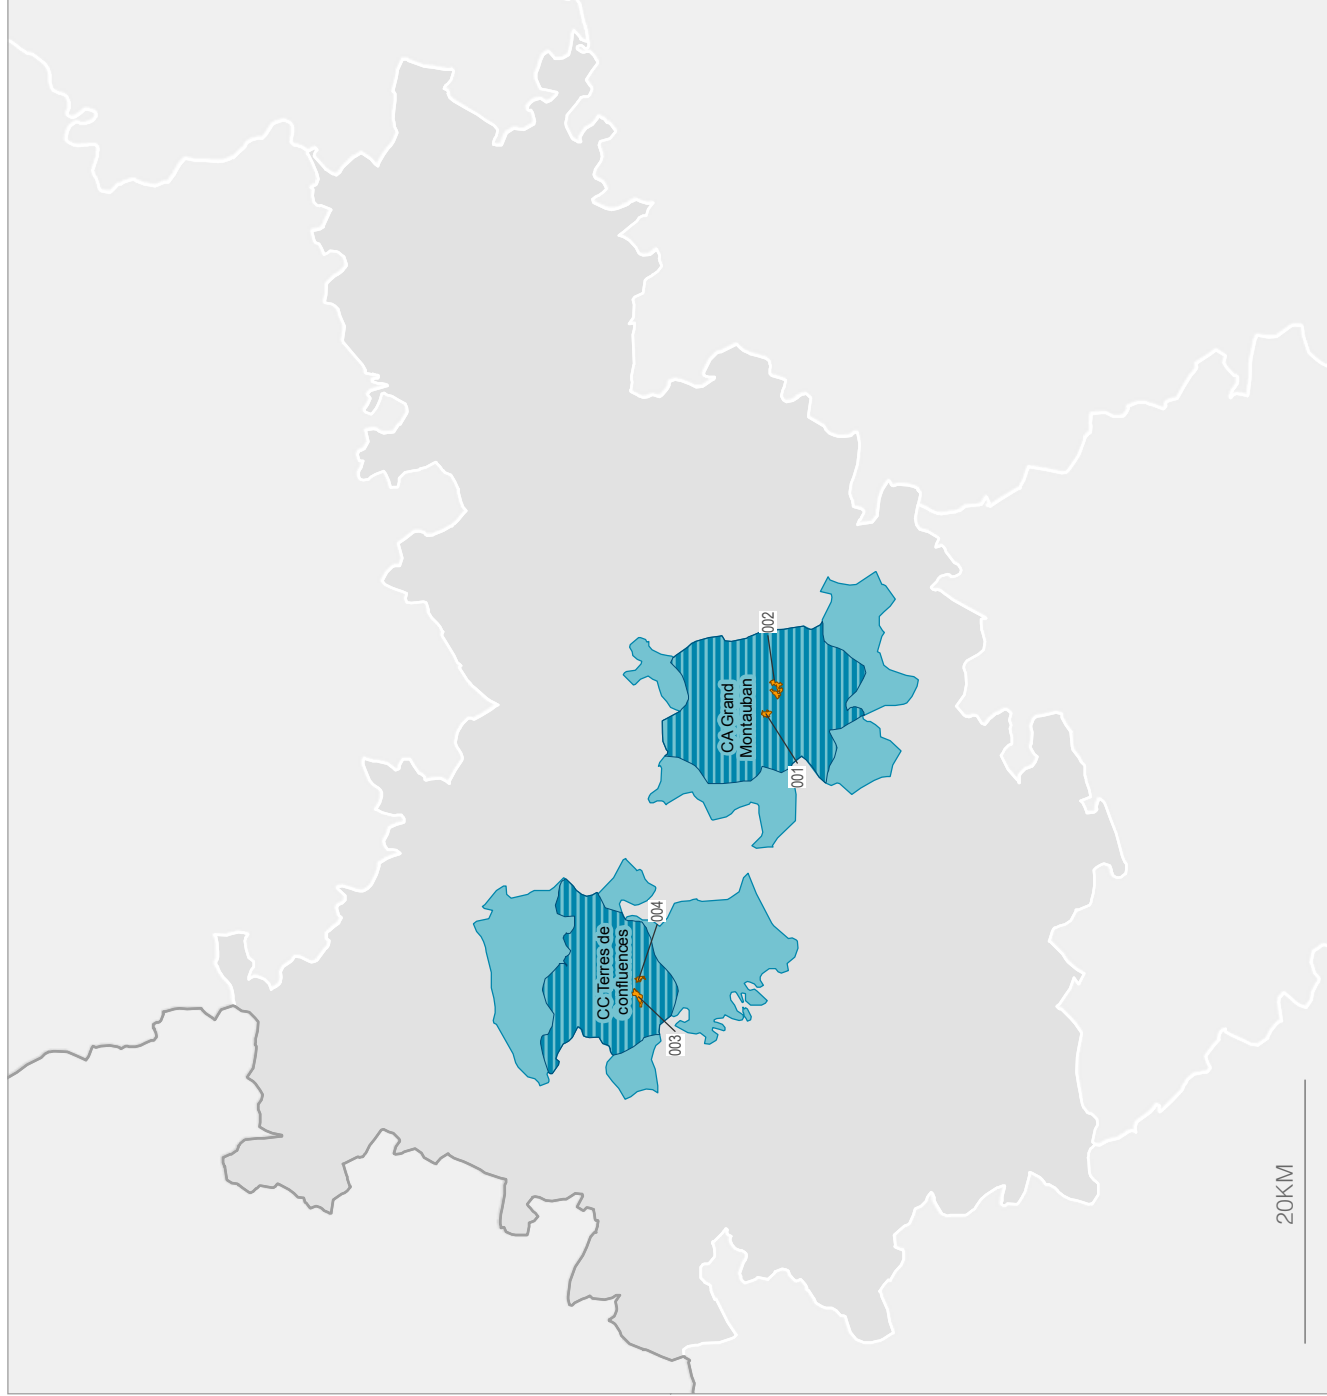 CC Terres de
confluences
004
003
CA Grand
Montauban
002
001
20KM